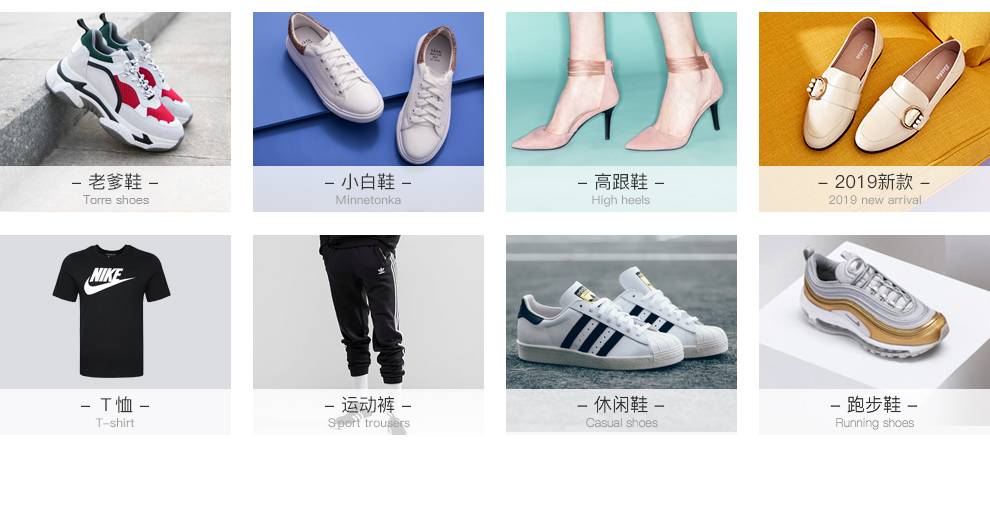 – 老爹鞋 –
Torre shoes
– 小白鞋 –
Minnetonka
– 高跟鞋 –
High heels
– 2019新款 –
2019 new arrival
NIKE
– T恤 –
T-shirt
– 运动裤 –
Sport trousers
– 休闲鞋 –
Casual shoes
– 跑步鞋 –
Running shoes